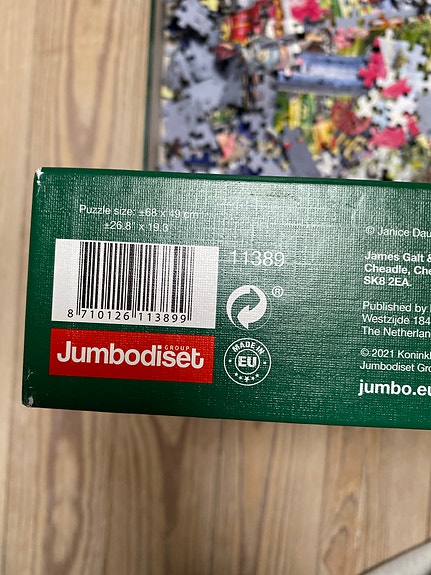 Puzzle size: ±68 x 49 cm
±26.8" x 19.3"
8 710126 113899
11389
®
Jumbodiset
GROUP
MADE IN
EU
© Janice Dau
James Galt &
Cheadle, Che
SK8 2EA.
Published by
Westzijde 184
The Netherlan
© 2021 Koninkl
Jumbodiset Gro
jumbo.eu